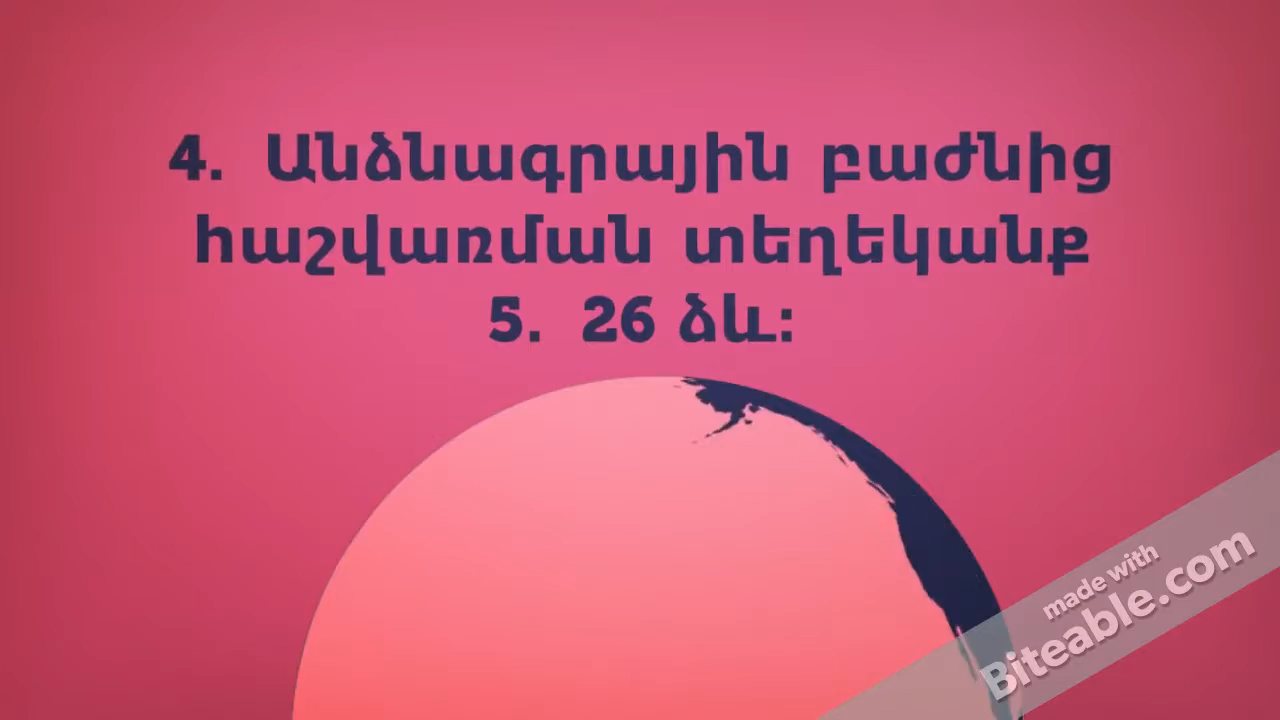 4. Անձնագրային բաժնից
հաշվառման տեղեկանք
5. 26 ձև:
made with
Biteable.com